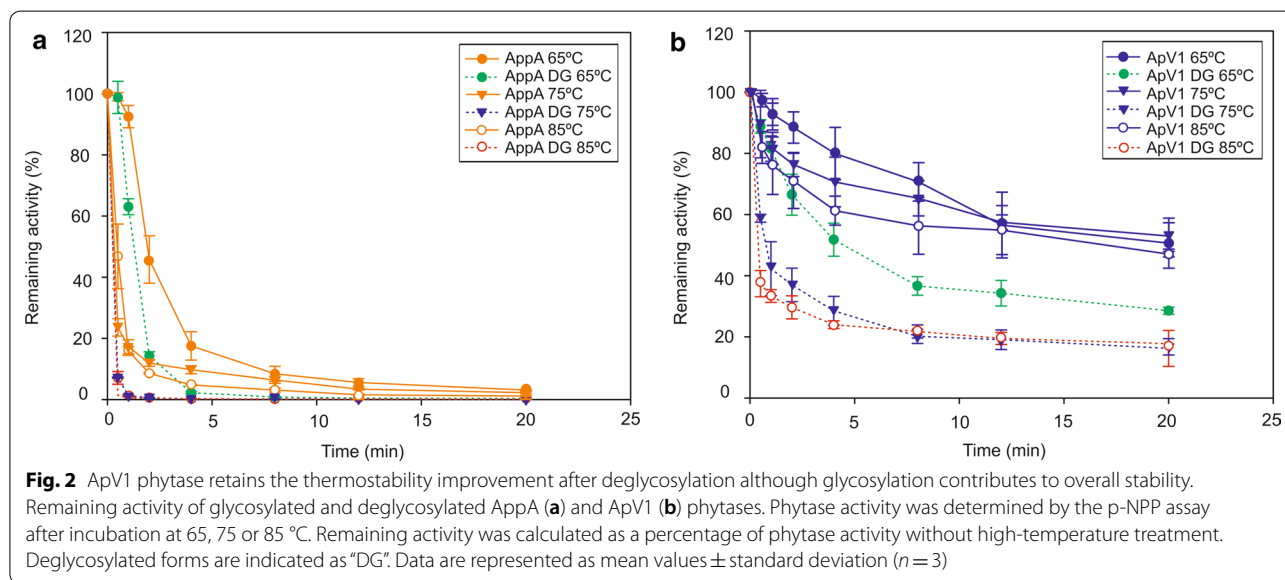 a
120
100
80
60
40
20
0
Remaining activity (%)
0
5
10
15
20
25
Time (min)
AppA 65ºC
AppA DG 65ºC
AppA 75ºC
AppA DG 75ºC
AppA 85ºC
AppA DG 85ºC
b
120
100
80
60
40
20
0
Remaining activity (%)
0
5
10
15
20
25
Time (min)
ApV1 65ºC
ApV1 DG 65ºC
ApV1 75ºC
ApV1 DG 75ºC
ApV1 85ºC
ApV1 DG 85ºC
Fig. 2 ApV1 phytase retains the thermostability improvement after deglycosylation although glycosylation contributes to overall stability.
Remaining activity of glycosylated and deglycosylated AppA (a) and ApV1 (b) phytases. Phytase activity was determined by the p-NPP assay
after incubation at 65, 75 or 85 °C. Remaining activity was calculated as a percentage of phytase activity without high-temperature treatment.
Deglycosylated forms are indicated as “DG”. Data are represented as mean values ± standard deviation (n = 3)